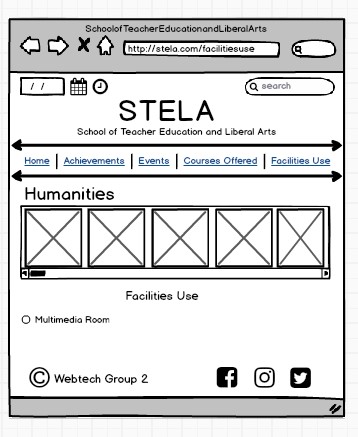 SchoolofTeacherEducationandLiberalArts
http://stela.com/facilitiesuse
/ /
search
STELA
School of Teacher Education and Liberal Arts
Home | Achievements | Events | Courses Offered | Facilities Use
Humanities
Facilities Use
Multimedia Room
© Webtech Group 2